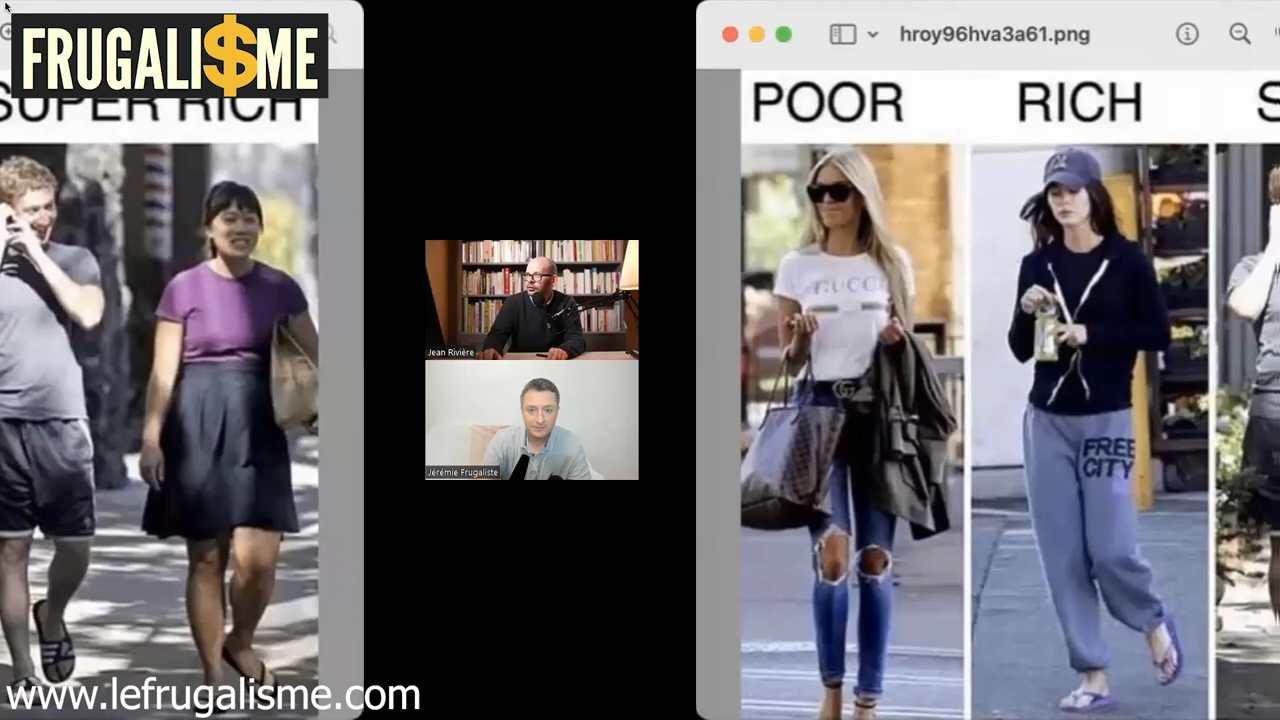 FRUGALI$ME
SUPER RICH
Jean Rivière
Jérémie Frugaliste
hroy96hva3a61.png
POOR
RICH
S
GUCCI
FREE
CITY
www.lefrugalisme.com